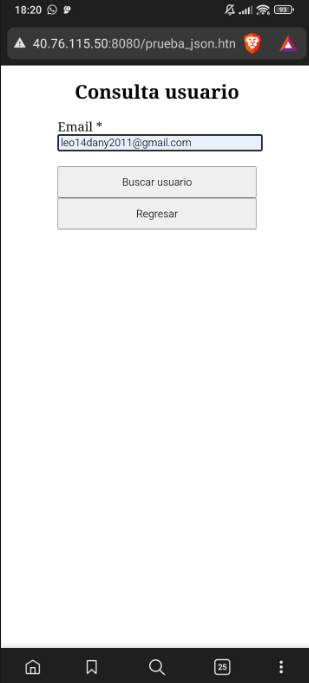 18:20
93
40.76.115.50:8080/prueba_json.htn
Consulta usuario
Email *
leo14dany2011@gmail.com
Buscar usuario
Regresar
25